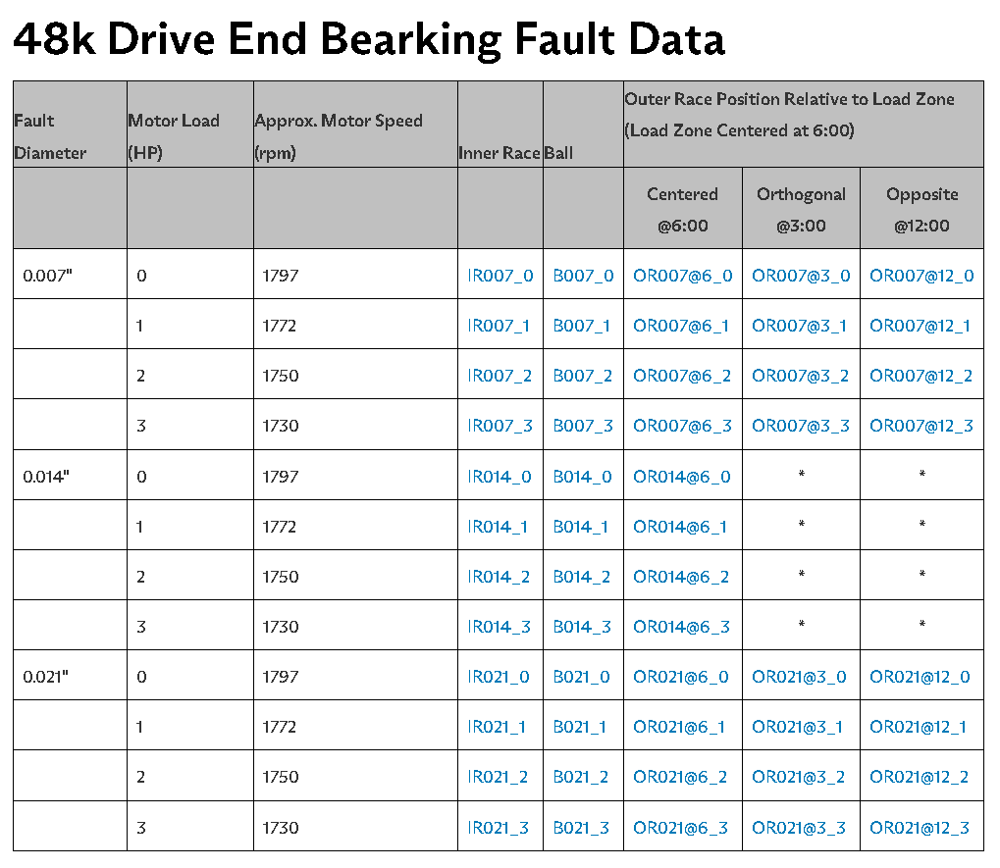 48k Drive End Bearking Fault Data
Fault Diameter Motor Load (HP) Approx. Motor Speed (rpm) Inner Race Ball Outer Race Position Relative to Load Zone (Load Zone Centered at 6:00)
Centered @6:00 Orthogonal @3:00 Opposite @12:00
0.007" 0 1797 IR007_0 B007_0 OR007@6_0 OR007@3_0 OR007@12_0
1 1772 IR007_1 B007_1 OR007@6_1 OR007@3_1 OR007@12_1
2 1750 IR007_2 B007_2 OR007@6_2 OR007@3_2 OR007@12_2
3 1730 IR007_3 B007_3 OR007@6_3 OR007@3_3 OR007@12_3
0.014" 0 1797 IR014_0 B014_0 OR014@6_0 * *
1 1772 IR014_1 B014_1 OR014@6_1 * *
2 1750 IR014_2 B014_2 OR014@6_2 * *
3 1730 IR014_3 B014_3 OR014@6_3 * *
0.021" 0 1797 IR021_0 B021_0 OR021@6_0 OR021@3_0 OR021@12_0
1 1772 IR021_1 B021_1 OR021@6_1 OR021@3_1 OR021@12_1
2 1750 IR021_2 B021_2 OR021@6_2 OR021@3_2 OR021@12_2
3 1730 IR021_3 B021_3 OR021@6_3 OR021@3_3 OR021@12_3